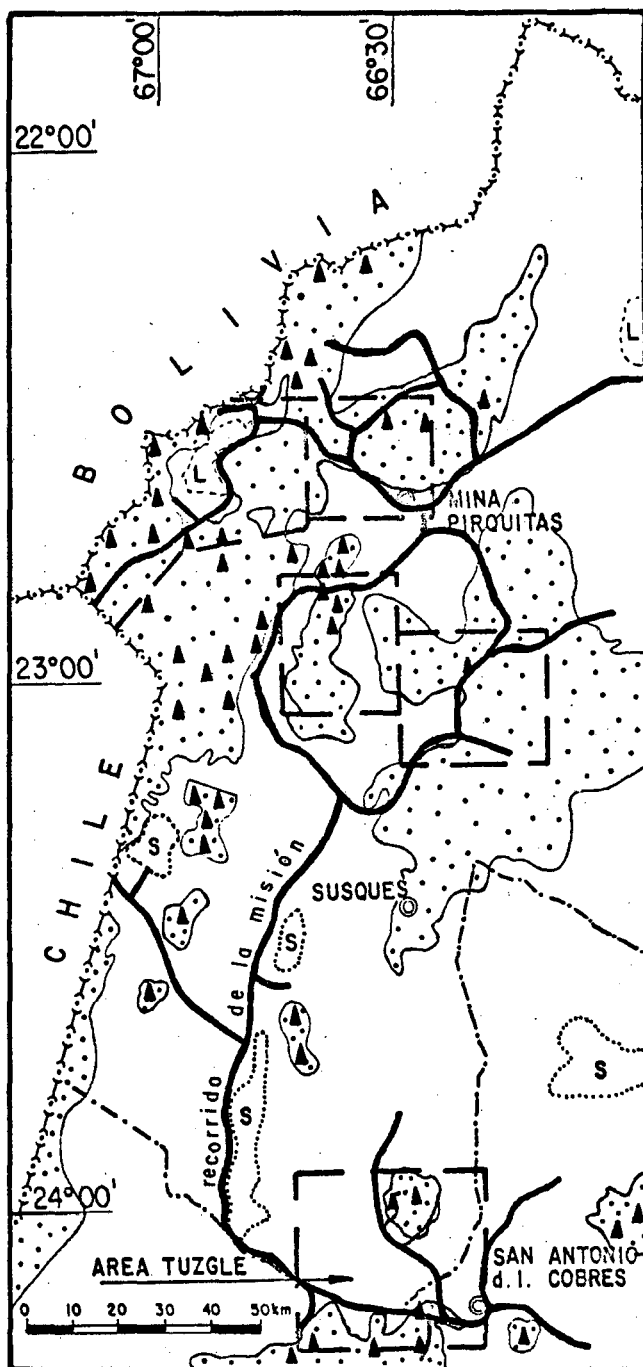 67°00'
66°30'
22°00'
BOLIVIA
L
BOLIVIA
L
MINA
PIRQUITAS
23°00'
CHILE
S
SUSQUES
S
recorrido de la misión
S
S
24°00'
AREA TUZGLE
SAN ANTONIO
d.l. COBRES
0 10 20 30 40 50km